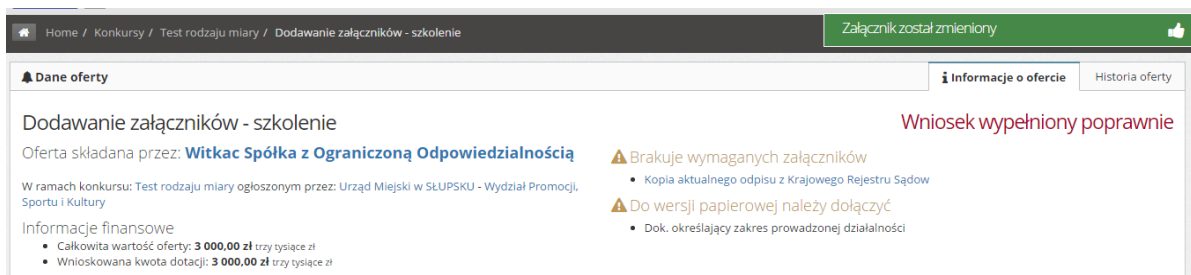 Home / Konkursy / Test rodzaju miary / Dodawanie załączników - szkolenie
Załącznik został zmieniony
Dane oferty
Informacje o ofercie
Historia oferty
Dodawanie załączników - szkolenie
Wniosek wypełniony poprawnie
Oferta składana przez: Witkac Spółka z Ograniczoną Odpowiedzialnością
W ramach konkursu: Test rodzaju miary ogłoszonym przez: Urząd Miejski w SŁUPSKU - Wydział Promocji,
Sportu i Kultury
Informacje finansowe
• Całkowita wartość oferty: 3 000,00 zł trzy tysiące zł
• Wnioskowana kwota dotacji: 3 000,00 zł trzy tysiące zł
Brakuje wymaganych załączników
• Kopia aktualnego odpisu z Krajowego Rejestru Sądow
Do wersji papierowej należy dołączyć
• Dok. określający zakres prowadzonej działalności